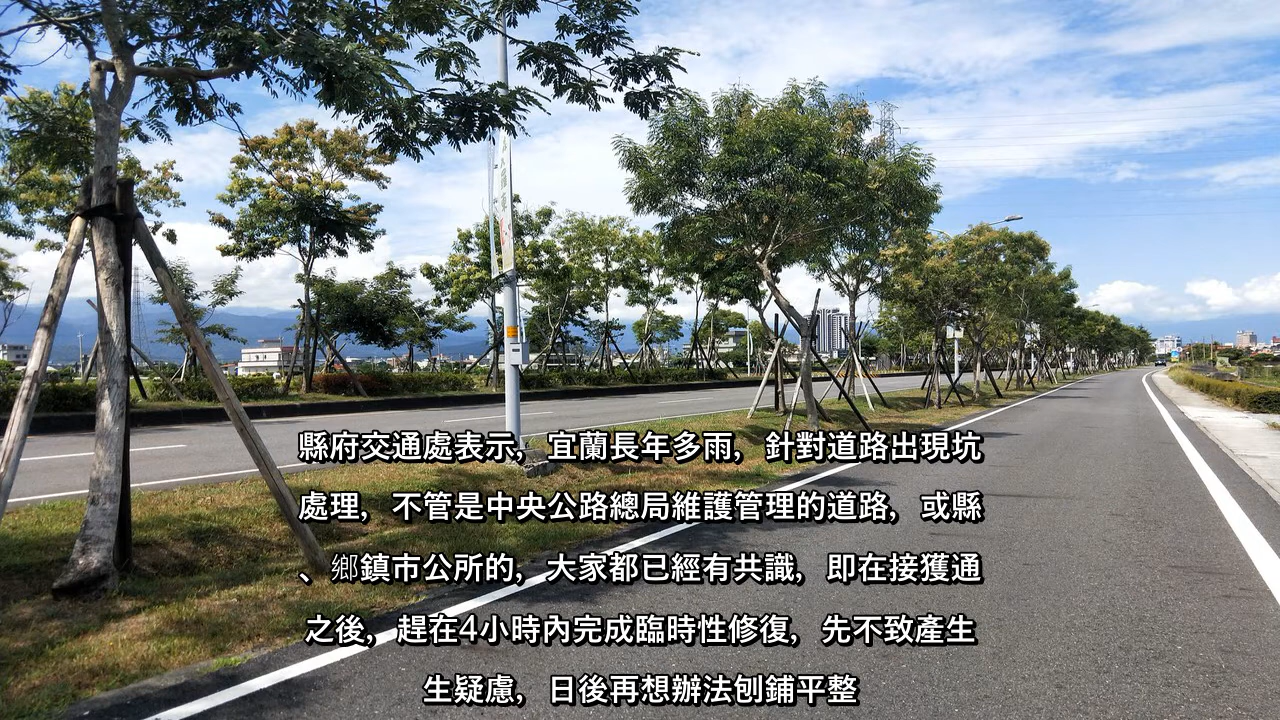 縣府交通處表示，宜蘭長年多雨，針對道路出現坑
處理，不管是中央公路總局維護管理的道路，或縣
、鄉鎮市公所的，大家都已經有共識，即在接獲通
之後，趕在4小時內完成臨時性修復，先不致產生
生疑慮，日後再想辦法刨鋪平整